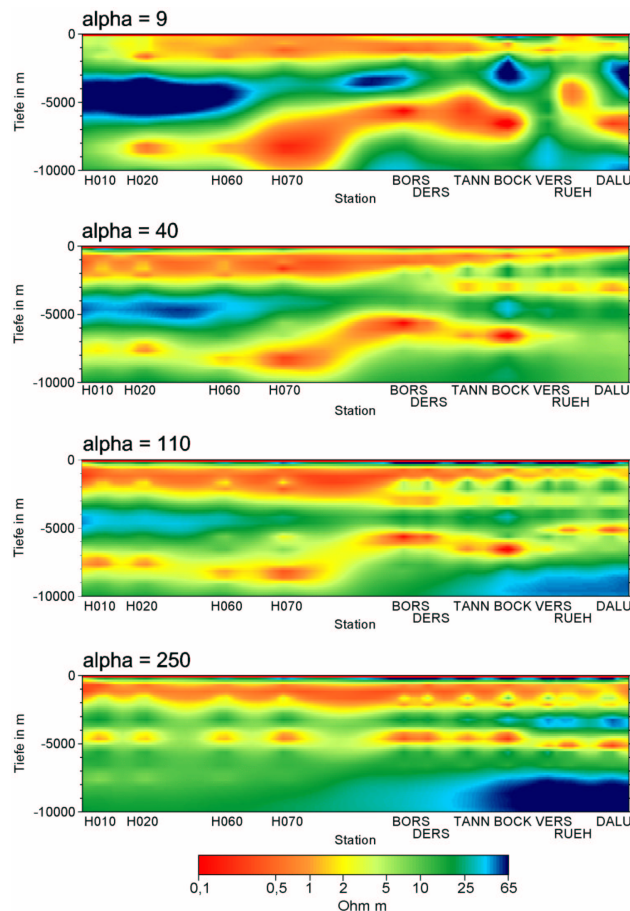 alpha = 9
Tiefe in m
0
-5000
-10000
H010 H020 H060 H070 BORS TANN BOCK VERS DALU
DERS RUEH
Station
alpha = 40
Tiefe in m
0
-5000
-10000
H010 H020 H060 H070 BORS TANN BOCK VERS DALU
DERS RUEH
Station
alpha = 110
Tiefe in m
0
-5000
-10000
H010 H020 H060 H070 BORS TANN BOCK VERS DALU
DERS RUEH
Station
alpha = 250
Tiefe in m
0
-5000
-10000
H010 H020 H060 H070 BORS TANN BOCK VERS DALU
DERS RUEH
Station
0,1 0,5 1 2 5 10 25 65
Ohm m